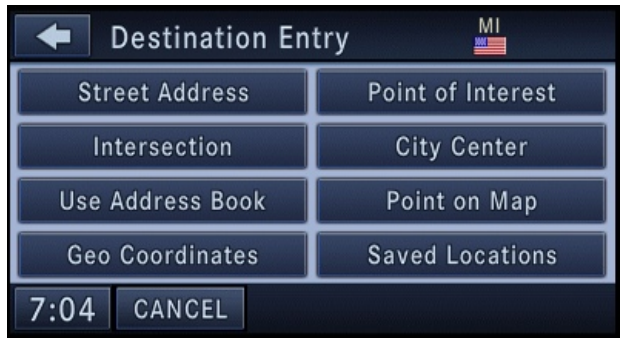 Destination Entry
MI
Street Address
Point of Interest
Intersection
City Center
Use Address Book
Point on Map
Geo Coordinates
Saved Locations
7:04
CANCEL